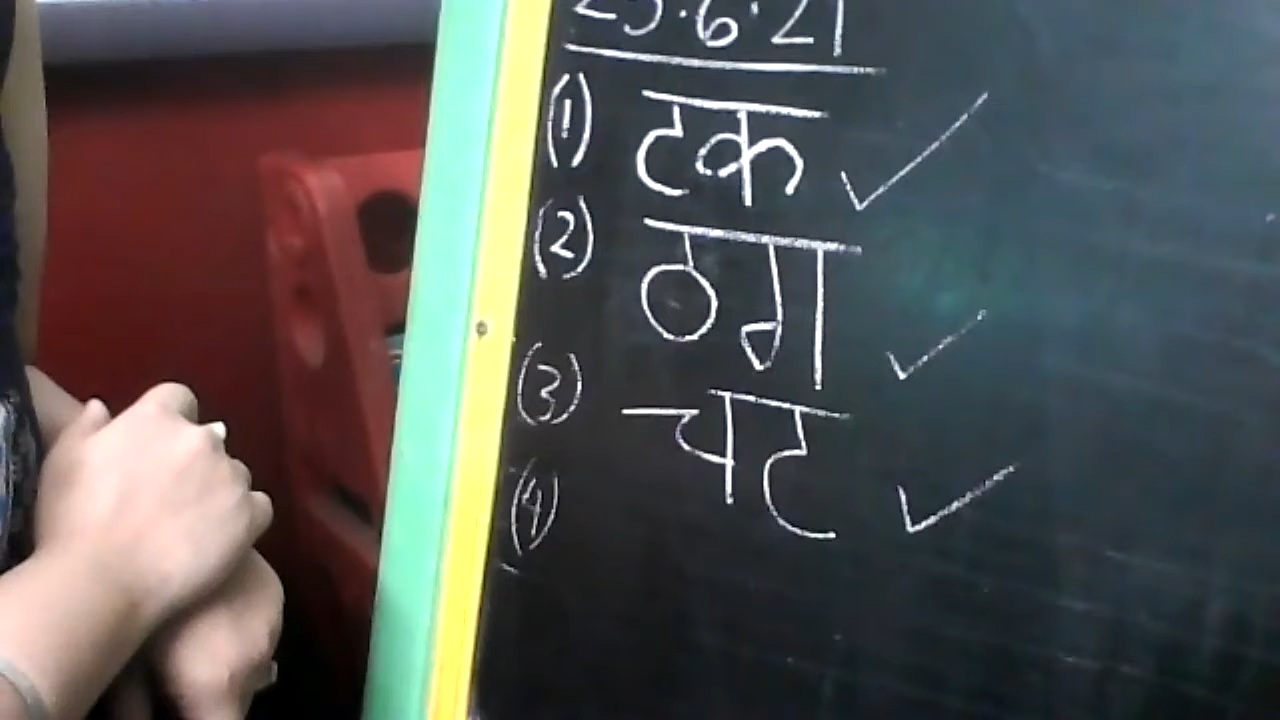 25.6.21
(1) टक ✓
(2) ठग ✓
(3) चट ✓
(4)